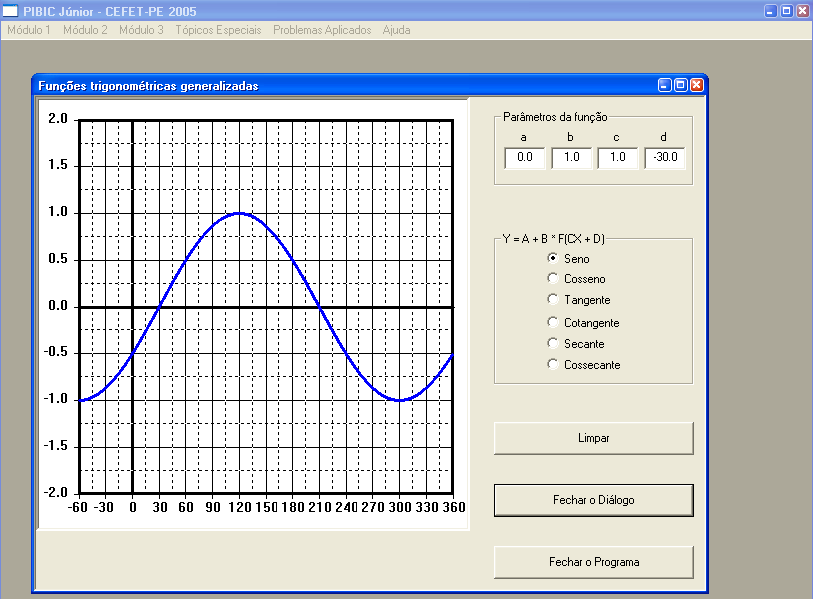 PIBIC Júnior - CEFET-PE 2005
Módulo 1 Módulo 2 Módulo 3 Tópicos Especiais Problemas Aplicados Ajuda
Funções trigonométricas generalizadas
2.0
1.5
1.0
0.5
0.0
-0.5
-1.0
-1.5
-2.0
-60 -30 0 30 60 90 120 150 180 210 240 270 300 330 360
Parâmetros da função
a b c d
0.0 1.0 1.0 -30.0
Y = A + B * F(CX + D)
Seno
Cosseno
Tangente
Cotangente
Secante
Cossecante
Limpar
Fechar o Diálogo
Fechar o Programa